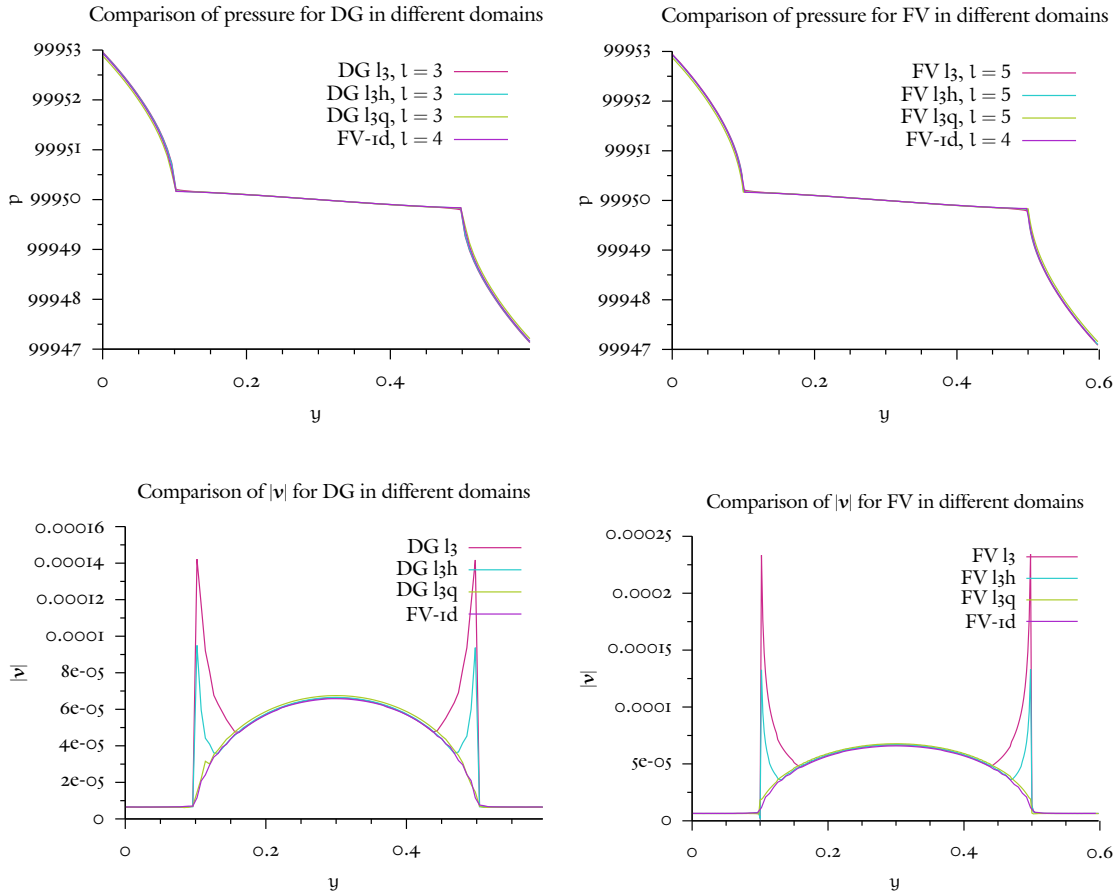 Comparison of pressure for DG in different domains
99953
99952
99951
99950
99949
99948
99947
p
0
0.2
0.4
y
DG l3, l = 3
DG l3h, l = 3
DG l3q, l = 3
FV-1d, l = 4
Comparison of pressure for FV in different domains
99953
99952
99951
99950
99949
99948
99947
p
0
0.2
0.4
0.6
y
FV l3, l = 5
FV l3h, l = 5
FV l3q, l = 5
FV-1d, l = 4
Comparison of |v| for DG in different domains
0.00016
0.00014
0.00012
0.0001
8e-05
6e-05
4e-05
2e-05
0
|v|
0
0.2
0.4
y
DG l3
DG l3h
DG l3q
FV-1d
Comparison of |v| for FV in different domains
0.00025
0.0002
0.00015
0.0001
5e-05
0
|v|
0
0.2
0.4
0.6
y
FV l3
FV l3h
FV l3q
FV-1d